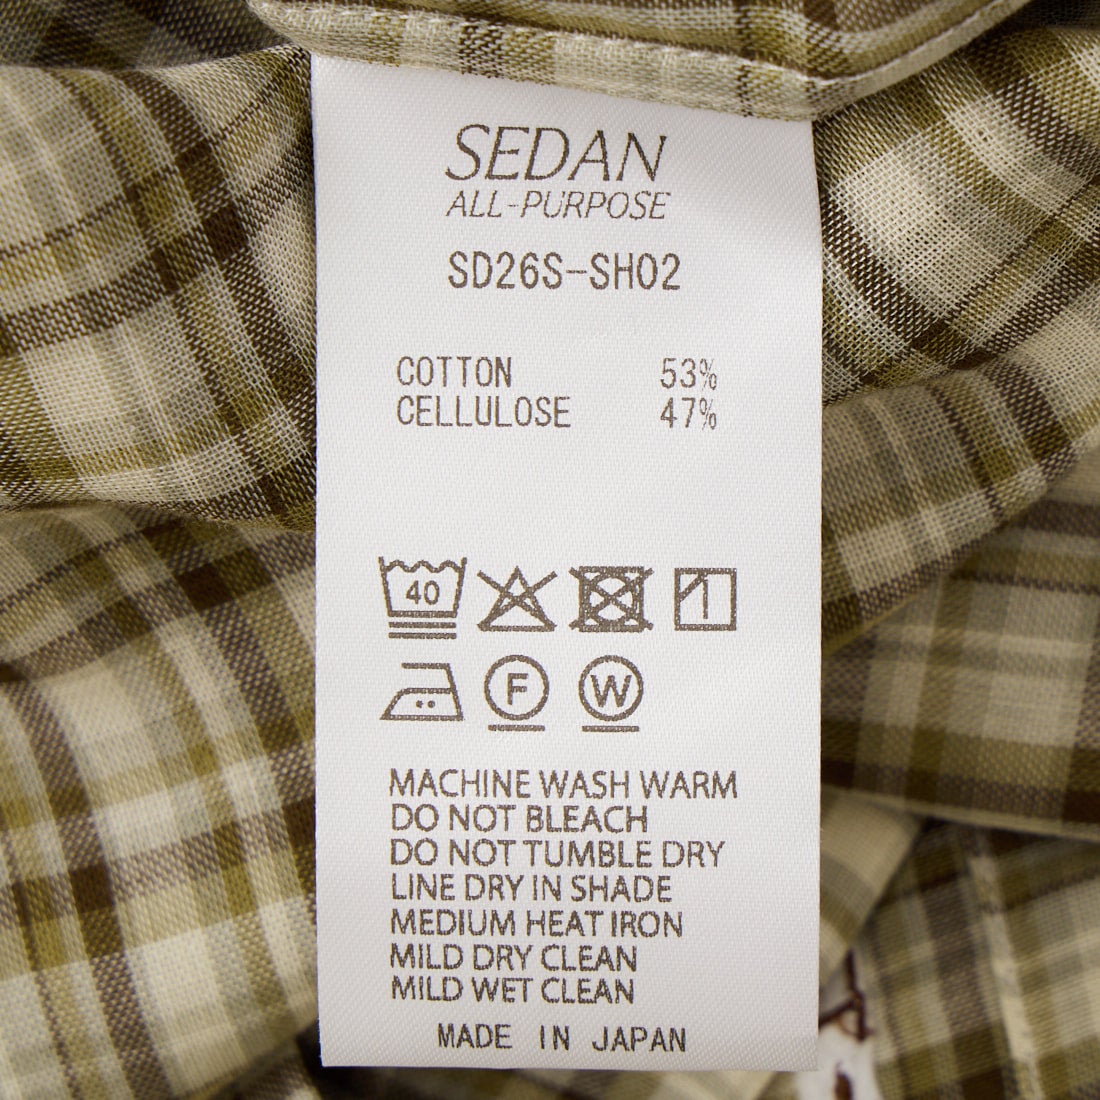 SEDAN
ALL-PURPOSE
SD26S-SH02
COTTON 53%
CELLULOSE 47%
40
F W
MACHINE WASH WARM
DO NOT BLEACH
DO NOT TUMBLE DRY
LINE DRY IN SHADE
MEDIUM HEAT IRON
MILD DRY CLEAN
MILD WET CLEAN
MADE IN JAPAN